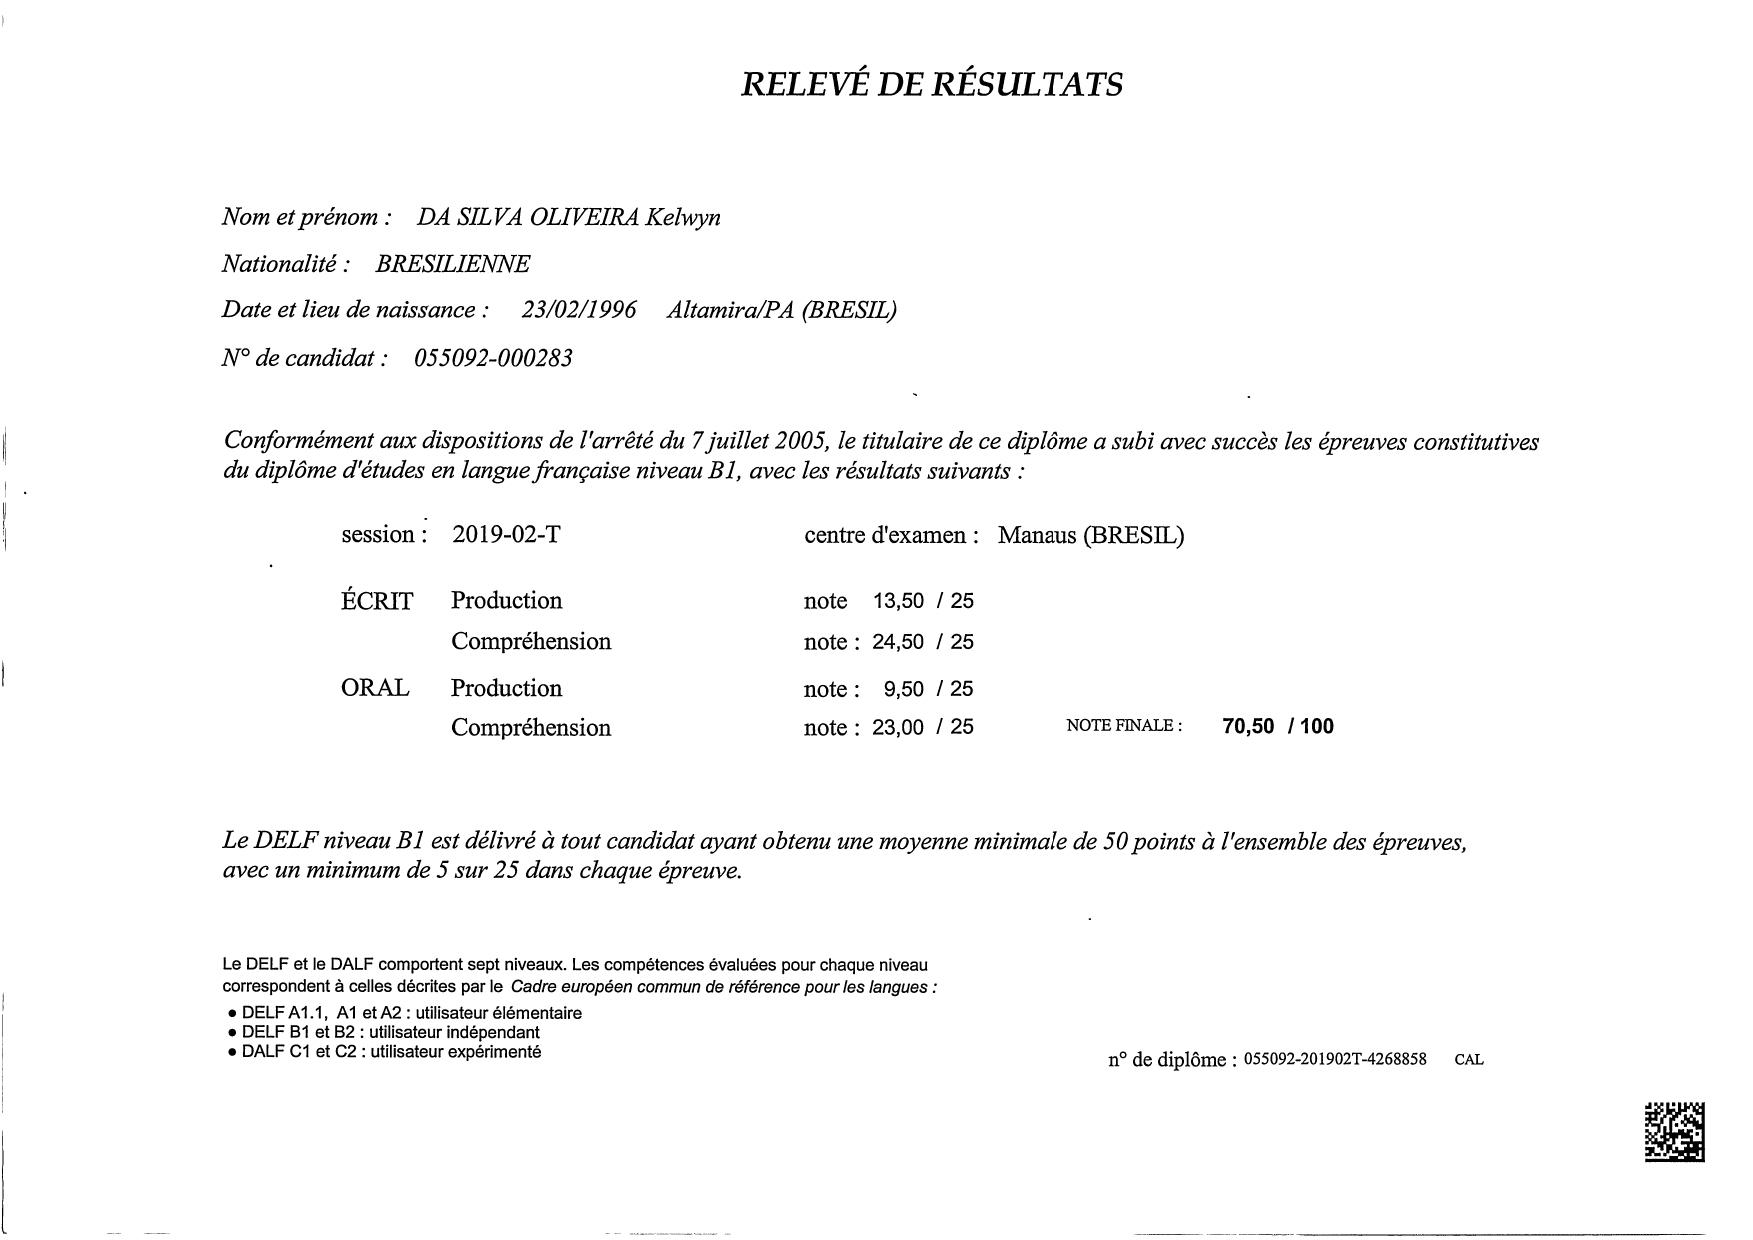 RELEVÉ DE RÉSULTATS
Nom et prénom : DA SILVA OLIVEIRA Kelwyn
Nationalité : BRESILIENNE
Date et lieu de naissance : 23/02/1996 Altamira/PA (BRESIL)
N° de candidat : 055092-000283
Conformément aux dispositions de l'arrêté du 7 juillet 2005, le titulaire de ce diplôme a subi avec succès les épreuves constitutives
du diplôme d'études en langue française niveau B1, avec les résultats suivants :
session : 2019-02-T centre d'examen : Manaus (BRESIL)
ÉCRIT Production note 13,50 / 25
Compréhension note : 24,50 / 25
ORAL Production note : 9,50 / 25
Compréhension note : 23,00 / 25 NOTE FINALE : 70,50 / 100
Le DELF niveau B1 est délivré à tout candidat ayant obtenu une moyenne minimale de 50 points à l'ensemble des épreuves,
avec un minimum de 5 sur 25 dans chaque épreuve.
Le DELF et le DALF comportent sept niveaux. Les compétences évaluées pour chaque niveau
correspondent à celles décrites par le Cadre européen commun de référence pour les langues :
• DELF A1.1, A1 et A2 : utilisateur élémentaire
• DELF B1 et B2 : utilisateur indépendant
• DALF C1 et C2 : utilisateur expérimenté
n° de diplôme : 055092-201902T-4268858 CAL